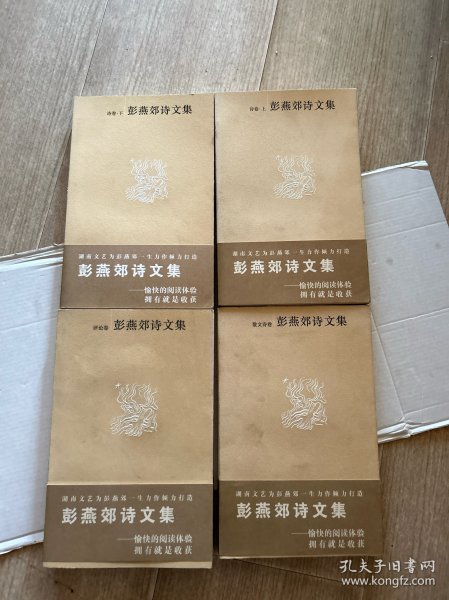 诗卷·下 彭燕郊诗文集
湖南文艺为彭燕郊一生力作倾力打造
彭燕郊诗文集
——愉快的阅读体验
拥有就是收获
诗卷·上 彭燕郊诗文集
湖南文艺为彭燕郊一生力作倾力打造
彭燕郊诗文集
——愉快的阅读体验
拥有就是收获
评论卷 彭燕郊诗文集
湖南文艺为彭燕郊一生力作倾力打造
彭燕郊诗文集
——愉快的阅读体验
拥有就是收获
散文诗卷 彭燕郊诗文集
湖南文艺为彭燕郊一生力作倾力打造
彭燕郊诗文集
——愉快的阅读体验
拥有就是收获
孔夫子旧书网
www.kongfz.com